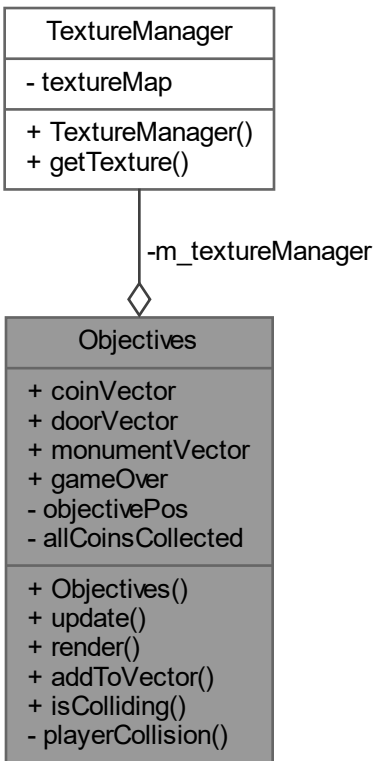 TextureManager
- textureMap
+ TextureManager()
+ getTexture()
-m_textureManager
Objectives
+ coinVector
+ doorVector
+ monumentVector
+ gameOver
- objectivePos
- allCoinsCollected
+ Objectives()
+ update()
+ render()
+ addToVector()
+ isColliding()
- playerCollision()